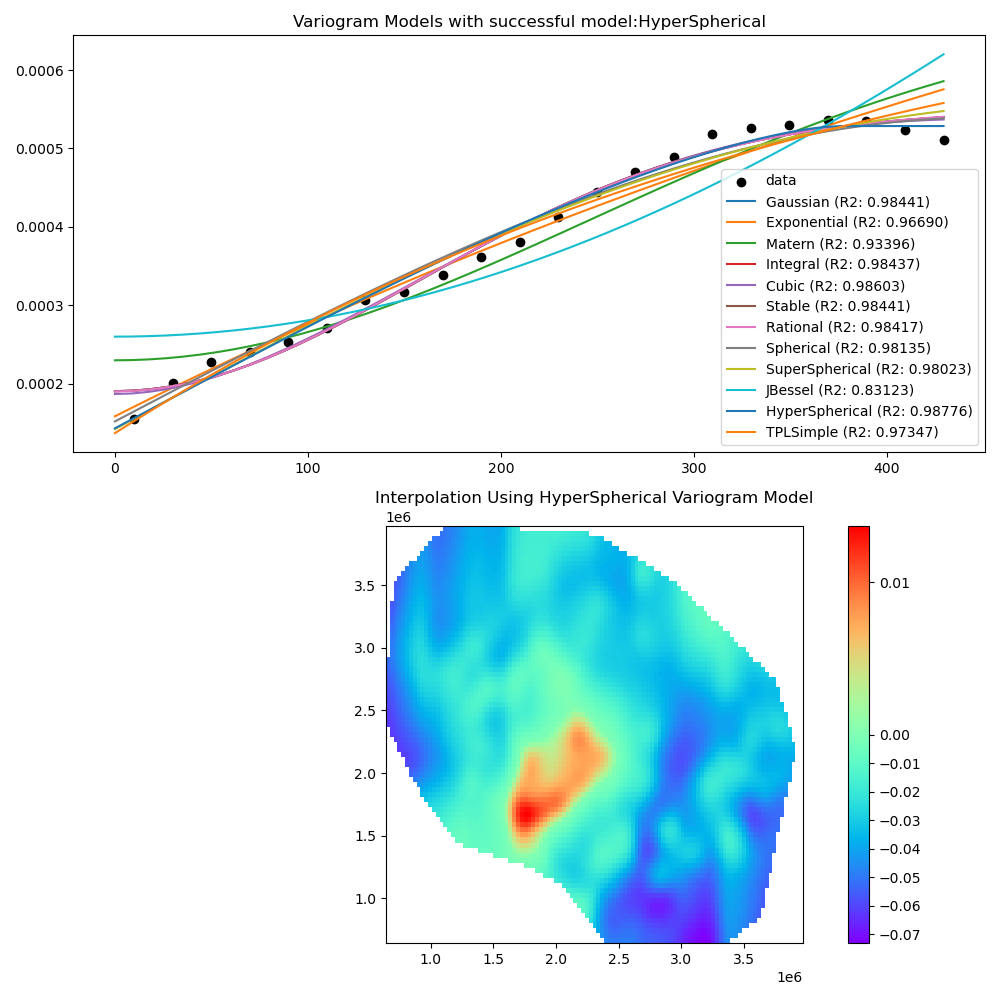 Variogram Models with successful model:HyperSpherical
0.0006
0.0005
0.0004
0.0003
0.0002
0
100
200
300
400
data
Gaussian (R2: 0.98441)
Exponential (R2: 0.96690)
Matern (R2: 0.93396)
Integral (R2: 0.98437)
Cubic (R2: 0.98603)
Stable (R2: 0.98441)
Rational (R2: 0.98417)
Spherical (R2: 0.98135)
SuperSpherical (R2: 0.98023)
JBessel (R2: 0.83123)
HyperSpherical (R2: 0.98776)
TPLSimple (R2: 0.97347)
Interpolation Using HyperSpherical Variogram Model
1e6
3.5
3.0
2.5
2.0
1.5
1.0
1.0
1.5
2.0
2.5
3.0
3.5
1e6
0.01
0.00
−0.01
−0.02
−0.03
−0.04
−0.05
−0.06
−0.07